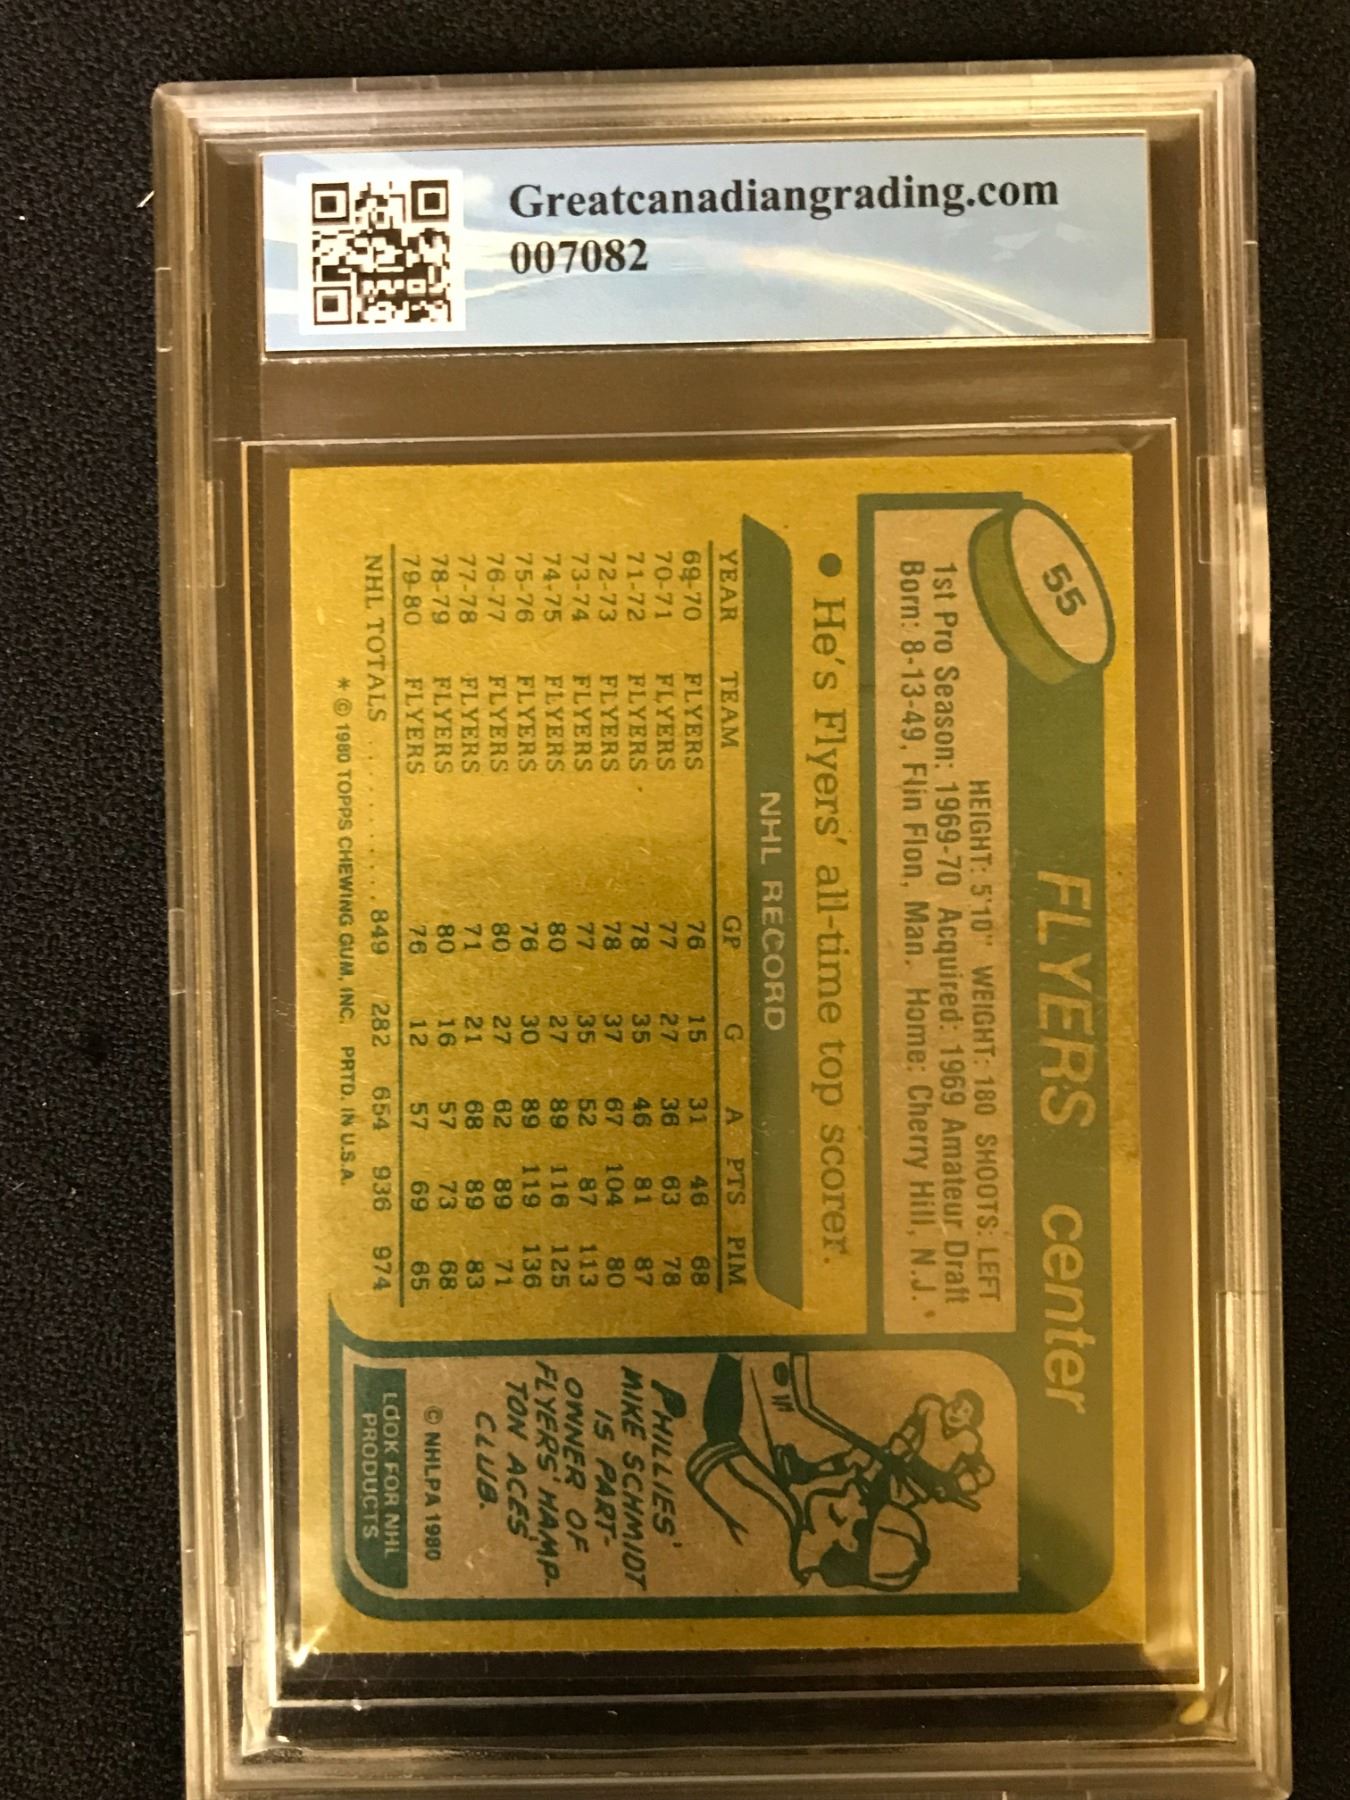 Greatcanadiangrading.com
007082
55
FLYERS center
HEIGHT: 5'10" WEIGHT: 180 SHOOTS: LEFT
1st Pro Season: 1969-70 Acquired: 1969 Amateur Draft
Born: 8-13-49, Flin Flon, Man. Home: Cherry Hill, N.J. *
● He's Flyers' all-time top scorer.
NHL RECORD
YEAR TEAM GP G A PTS PIM
69-70 FLYERS 76 15 31 46 68
70-71 FLYERS 77 27 36 63 78
71-72 FLYERS 78 35 46 81 87
72-73 FLYERS 78 37 67 104 80
73-74 FLYERS 77 35 52 87 113
74-75 FLYERS 80 27 89 116 125
75-76 FLYERS 76 30 89 119 136
76-77 FLYERS 80 27 62 89 71
77-78 FLYERS 71 21 68 89 83
78-79 FLYERS 80 16 57 73 68
79-80 FLYERS 76 12 57 69 65
NHL TOTALS ......... 849 282 654 936 974
* © 1980 TOPPS CHEWING GUM, INC. PRTD. IN U.S.A.
PHILLIES'
MIKE SCHMIDT
IS PART-
OWNER OF
FLYERS' HAMP-
TON ACES'
CLUB.
© NHLPA 1980
LOOK FOR NHL
PRODUCTS